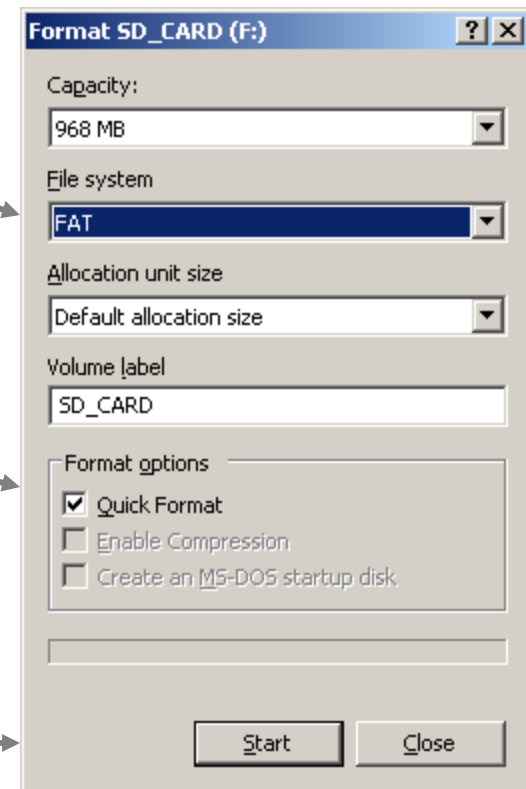 Format SD_CARD (F:)
Capacity:
968 MB
File system
FAT
Allocation unit size
Default allocation size
Volume label
SD_CARD
Format options
Quick Format
Enable Compression
Create an MS-DOS startup disk
Start Close